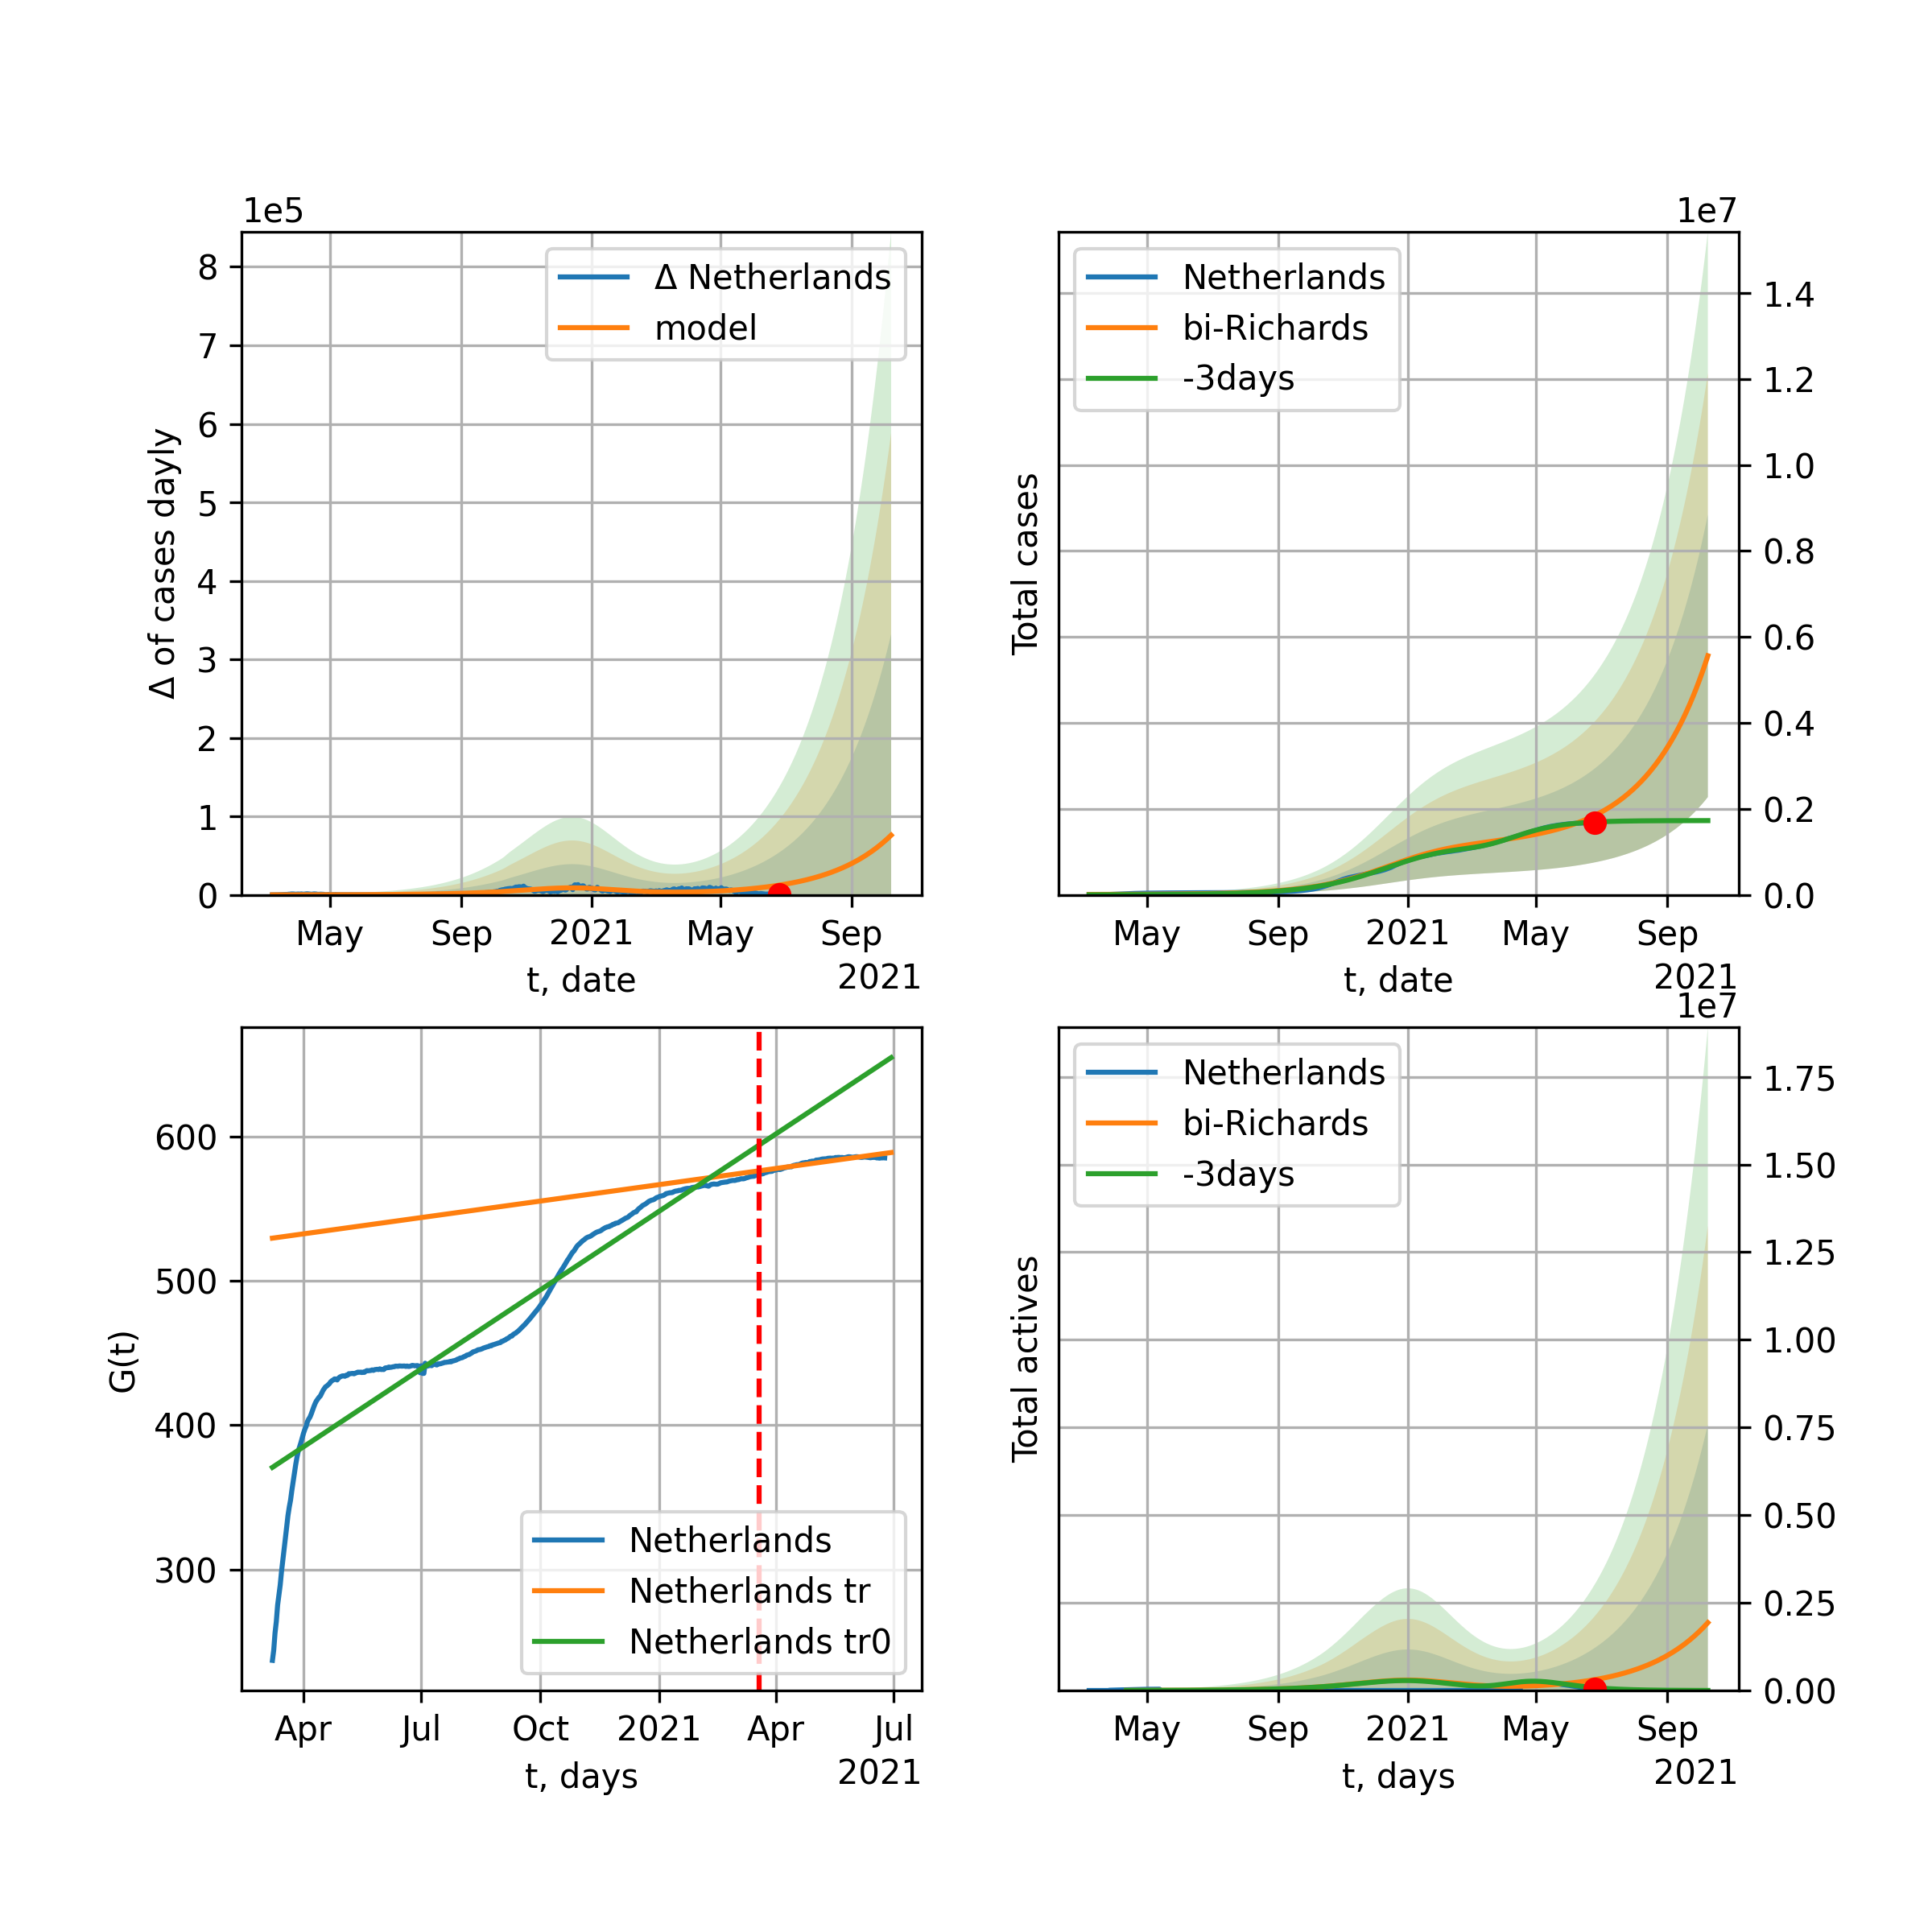 1e5
8
7
6
5
4
3
2
1
0
Δ of cases dayly
Δ Netherlands
model
May
Sep
2021
May
Sep
2021
t, date
1e7
Netherlands
bi-Richards
-3days
Total cases
1.4
1.2
1.0
0.8
0.6
0.4
0.2
0.0
May
Sep
2021
May
Sep
2021
t, date
600
500
400
300
G(t)
Netherlands
Netherlands tr
Netherlands tr0
Apr
Jul
Oct
2021
Apr
Jul
2021
t, days
1e7
Netherlands
bi-Richards
-3days
Total actives
1.75
1.50
1.25
1.00
0.75
0.50
0.25
0.00
May
Sep
2021
May
Sep
2021
t, days